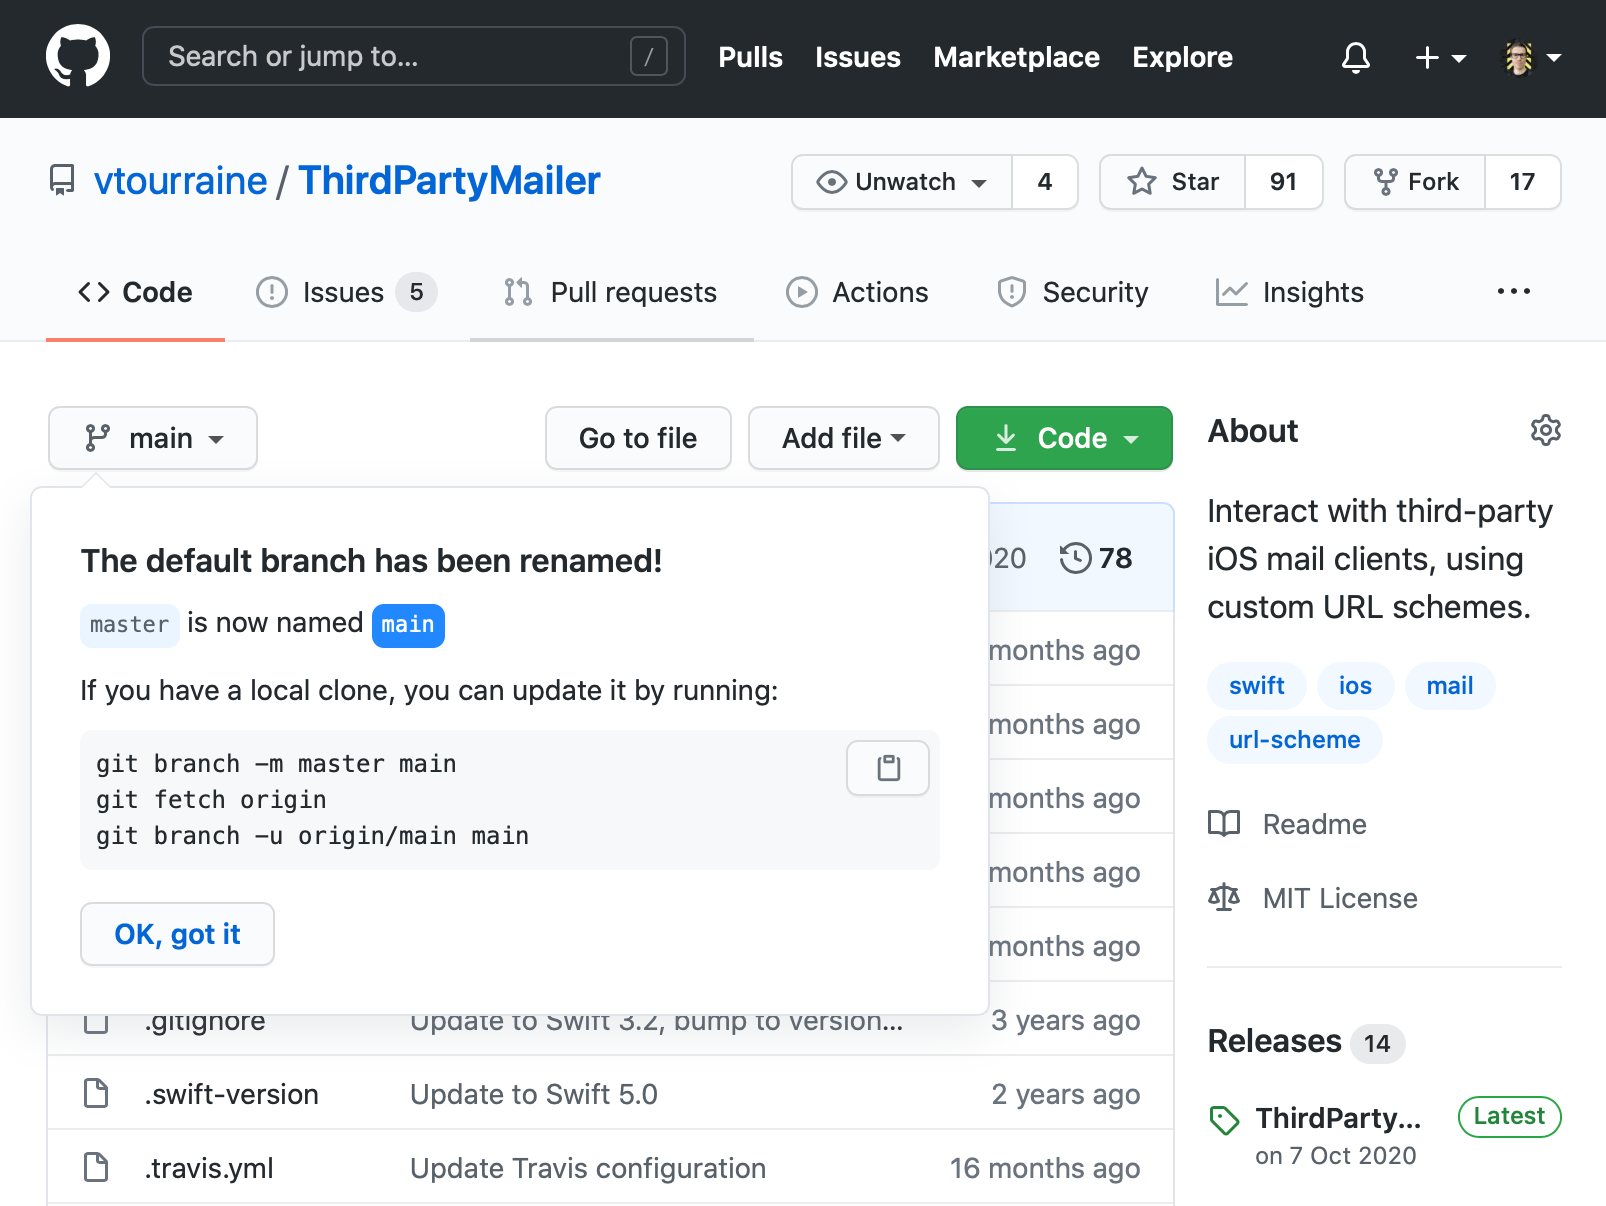 Search or jump to... /
Pulls Issues Marketplace Explore
vtourraine / ThirdPartyMailer
Unwatch 4
Star 91
Fork 17
Code
Issues 5
Pull requests
Actions
Security
Insights
main
Go to file
Add file
Code
The default branch has been renamed!
master is now named main
If you have a local clone, you can update it by running:
git branch -m master main
git fetch origin
git branch -u origin/main main
OK, got it
78
months ago
months ago
months ago
months ago
months ago
.gitignore Update to Swift 3.2, bump to version... 3 years ago
.swift-version Update to Swift 5.0 2 years ago
.travis.yml Update Travis configuration 16 months ago
About
Interact with third-party
iOS mail clients, using
custom URL schemes.
swift ios mail
url-scheme
Readme
MIT License
Releases 14
ThirdParty... Latest
on 7 Oct 2020